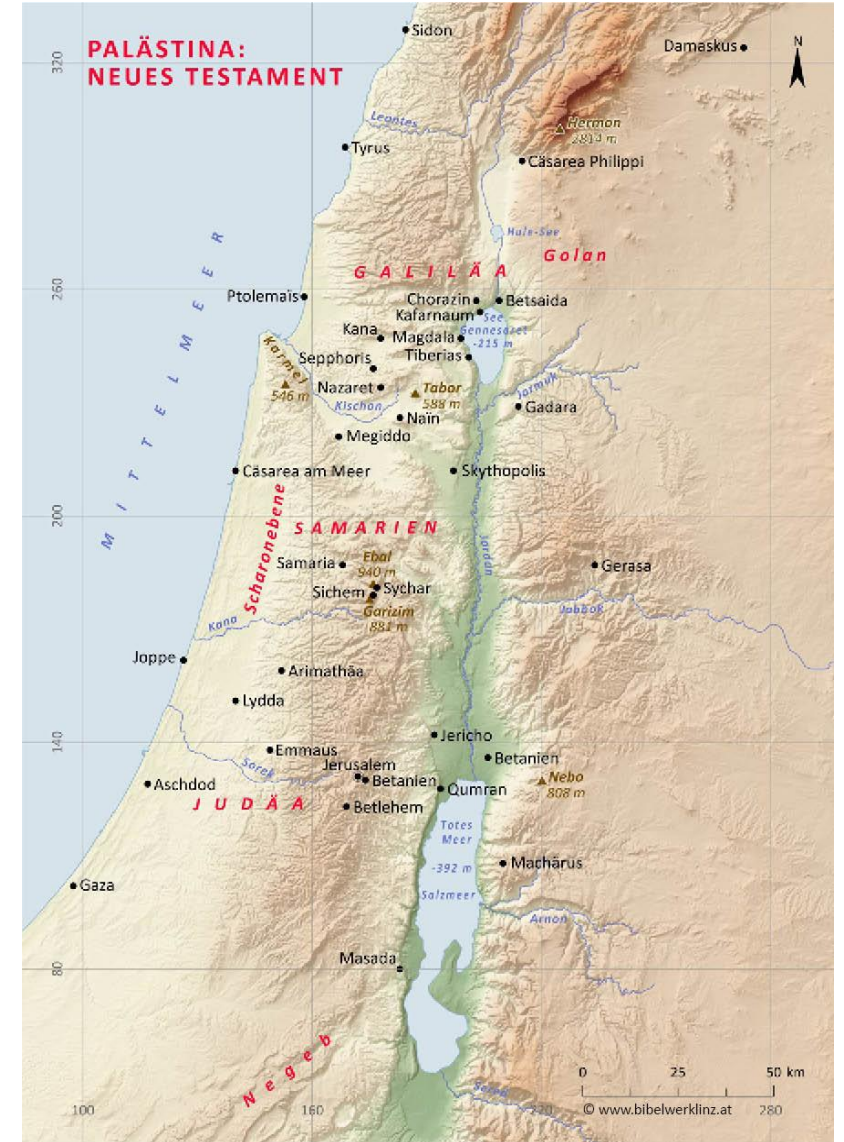 PALÄSTINA:
NEUES TESTAMENT
Sidon
Damaskus
N
320
Leontes
Hermon
2814 m
Tyrus
Cäsarea Philippi
Hule-See
Golan
GALILÄA
MITTELMEER
260
Ptolemaïs
Chorazin
Betsaida
Kafarnaum
See
Gennesaret
-215 m
Kana
Magdala
Karmel
546 m
Sepphoris
Tiberias
Nazaret
Tabor
588 m
Jarmuk
Kischon
Gadara
Naïn
Megiddo
Cäsarea am Meer
Skythopolis
200
Scharonebene
SAMARIEN
Jordan
Samaria
Ebal
940 m
Gerasa
Sichem
Sychar
Garizim
881 m
Kana
Jabbok
Joppe
Arimathäa
Lydda
140
Jericho
Emmaus
Betanien
Sorek
Jerusalem
Betanien
Nebo
808 m
Aschdod
Qumran
JUDÄA
Betlehem
Totes
Meer
-392 m
Salzmeer
Machärus
Gaza
Arnon
Masada
80
Negeb
0 25 50 km
Sered
100 160 220 280
© www.bibelwerklinz.at